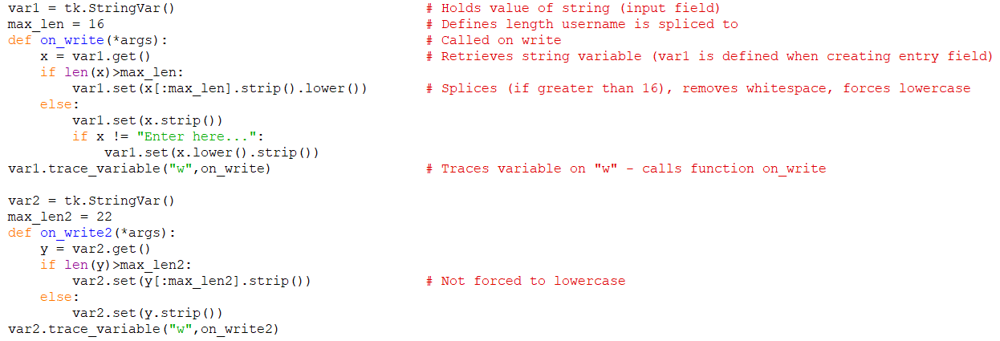 var1 = tk.StringVar()                               # Holds value of string (input field)
max_len = 16                                        # Defines length username is spliced to
def on_write(*args):                                # Called on write
    x = var1.get()                                  # Retrieves string variable (var1 is defined when creating entry field)
    if len(x)>max_len:
        var1.set(x[:max_len].strip().lower())       # Splices (if greater than 16), removes whitespace, forces lowercase
    else:
        var1.set(x.strip())
        if x != "Enter here...":
            var1.set(x.lower().strip())
var1.trace_variable("w",on_write)                   # Traces variable on "w" - calls function on_write

var2 = tk.StringVar()
max_len2 = 22
def on_write2(*args):
    y = var2.get()
    if len(y)>max_len2:
        var2.set(y[:max_len2].strip())              # Not forced to lowercase
    else:
        var2.set(y.strip())
var2.trace_variable("w",on_write2)